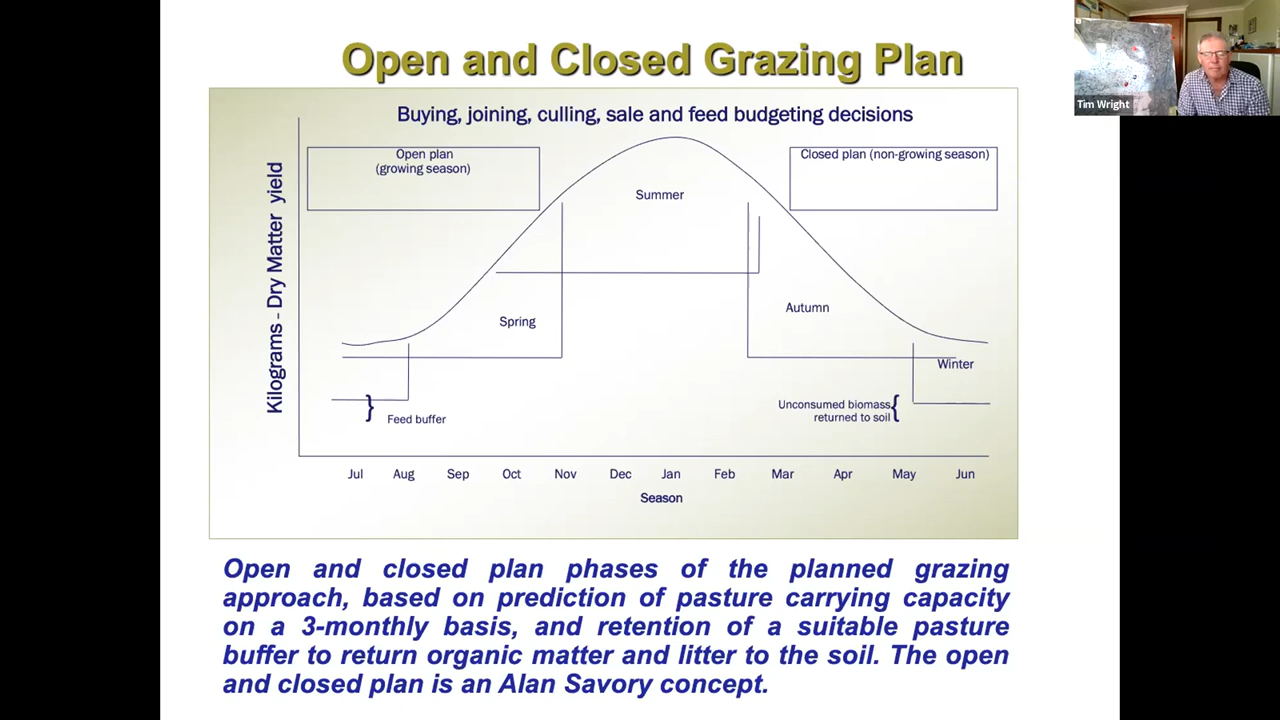 Open and Closed Grazing Plan
Tim Wright
Buying, joining, culling, sale and feed budgeting decisions
Open plan
(growing season)
Closed plan (non-growing season)
Kilograms - Dry Matter yield
Summer
Spring
Autumn
Winter
Feed buffer
}
Unconsumed biomass
returned to soil
{
Jul Aug Sep Oct Nov Dec Jan Feb Mar Apr May Jun
Season
Open and closed plan phases of the planned grazing
approach, based on prediction of pasture carrying capacity
on a 3-monthly basis, and retention of a suitable pasture
buffer to return organic matter and litter to the soil. The open
and closed plan is an Alan Savory concept.